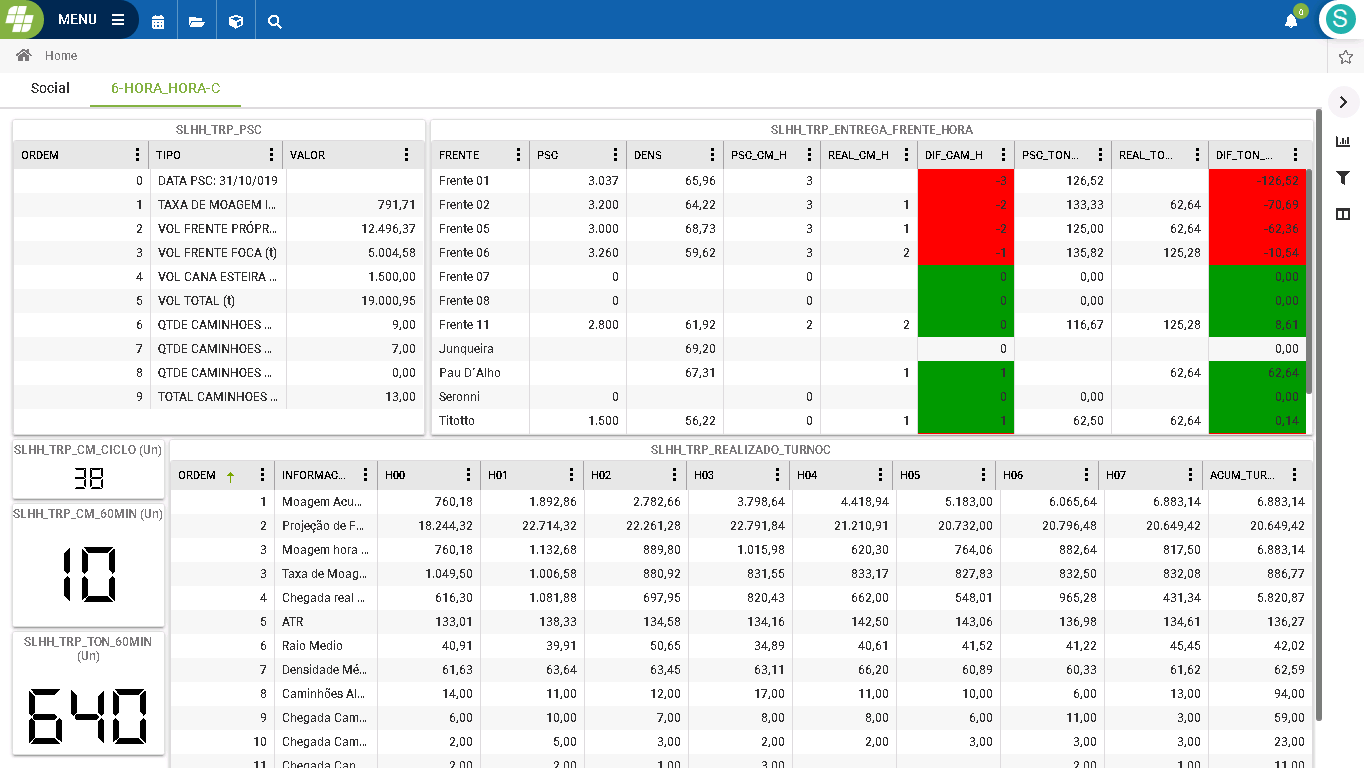 MENU
0
S
Home
Social 6-HORA_HORA-C
SLHH_TRP_PSC
ORDEM TIPO VALOR
0 DATA PSC: 31/10/019
1 TAXA DE MOAGEM I... 791,71
2 VOL FRENTE PRÓPR... 12.496,37
3 VOL FRENTE FOCA (t) 5.004,58
4 VOL CANA ESTEIRA ... 1.500,00
5 VOL TOTAL (t) 19.000,95
6 QTDE CAMINHOES ... 9,00
7 QTDE CAMINHOES ... 7,00
8 QTDE CAMINHOES ... 0,00
9 TOTAL CAMINHOES ... 13,00
SLHH_TRP_ENTREGA_FRENTE_HORA
FRENTE PSC DENS PSC_CM_H REAL_CM_H DIF_CAM_H PSC_TON... REAL_TO... DIF_TON_...
Frente 01 3.037 65,96 3 -3 126,52 -126,52
Frente 02 3.200 64,22 3 1 -2 133,33 62,64 -70,69
Frente 05 3.000 68,73 3 1 -2 125,00 62,64 -62,36
Frente 06 3.260 59,62 3 2 -1 135,82 125,28 -10,54
Frente 07 0 0 0 0,00 0,00
Frente 08 0 0 0 0,00 0,00
Frente 11 2.800 61,92 2 2 0 116,67 125,28 8,61
Junqueira 69,20 0 0,00
Pau D´Alho 67,31 1 1 62,64 62,64
Seronni 0 0 0 0,00 0,00
Titotto 1.500 56,22 0 1 1 62,50 62,64 0,14
SLHH_TRP_CM_CICLO (Un)
38
SLHH_TRP_CM_60MIN (Un)
10
SLHH_TRP_TON_60MIN
(Un)
640
SLHH_TRP_REALIZADO_TURNOC
ORDEM INFORMAC... H00 H01 H02 H03 H04 H05 H06 H07 ACUM_TUR...
1 Moagem Acu... 760,18 1.892,86 2.782,66 3.798,64 4.418,94 5.183,00 6.065,64 6.883,14 6.883,14
2 Projeção de F... 18.244,32 22.714,32 22.261,28 22.791,84 21.210,91 20.732,00 20.796,48 20.649,42 20.649,42
3 Moagem hora ... 760,18 1.132,68 889,80 1.015,98 620,30 764,06 882,64 817,50 6.883,14
3 Taxa de Moag... 1.049,50 1.006,58 880,92 831,55 833,17 827,83 832,50 832,08 886,77
4 Chegada real ... 616,30 1.081,88 697,95 820,43 662,00 548,01 965,28 431,34 5.820,87
5 ATR 133,01 138,33 134,58 134,16 142,50 143,06 136,98 134,61 136,27
6 Raio Medio 40,91 39,91 50,65 34,89 40,61 41,52 41,22 45,45 42,02
7 Densidade Mé... 61,63 63,64 63,45 63,11 66,20 60,89 60,33 61,62 62,59
8 Caminhões Al... 14,00 11,00 12,00 17,00 11,00 10,00 6,00 13,00 94,00
9 Chegada Cam... 6,00 10,00 7,00 8,00 8,00 6,00 11,00 3,00 59,00
10 Chegada Cam... 2,00 5,00 3,00 2,00 2,00 3,00 3,00 3,00 23,00
11 Chegada Can... 2,00 2,00 1,00 3,00 2,00 1,00 11,00